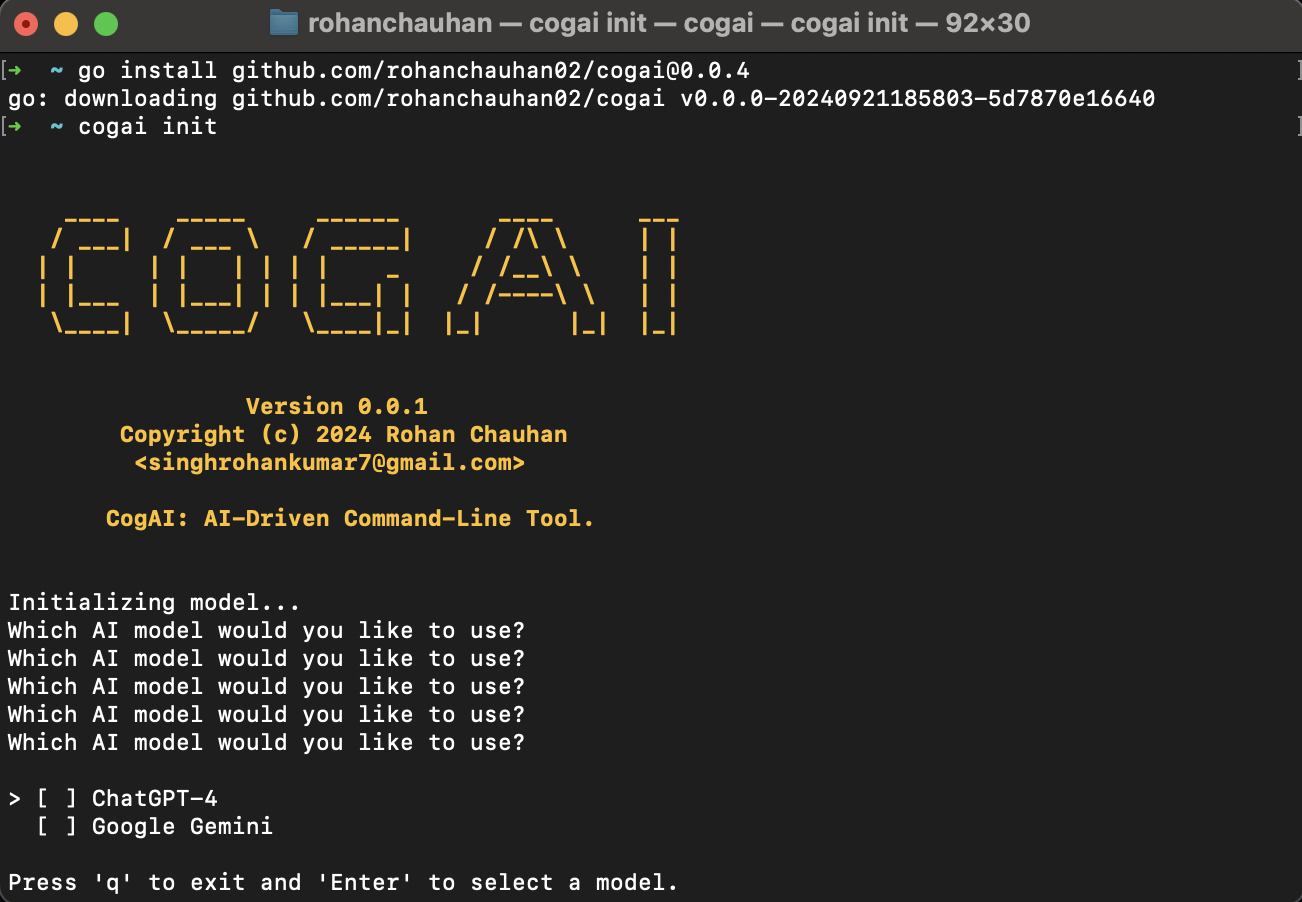 rohanchauhan — cogai init — cogai — cogai init — 92×30
[➜  ~ go install github.com/rohanchauhan02/cogai@0.0.4 ]
go: downloading github.com/rohanchauhan02/cogai v0.0.0-20240921185803-5d7870e16640
[➜  ~ cogai init ]
COG AI
Version 0.0.1
Copyright (c) 2024 Rohan Chauhan
<singhrohankumar7@gmail.com>
CogAI: AI-Driven Command-Line Tool.
Initializing model...
Which AI model would you like to use?
Which AI model would you like to use?
Which AI model would you like to use?
Which AI model would you like to use?
Which AI model would you like to use?
> [ ] ChatGPT-4
[ ] Google Gemini
Press 'q' to exit and 'Enter' to select a model.